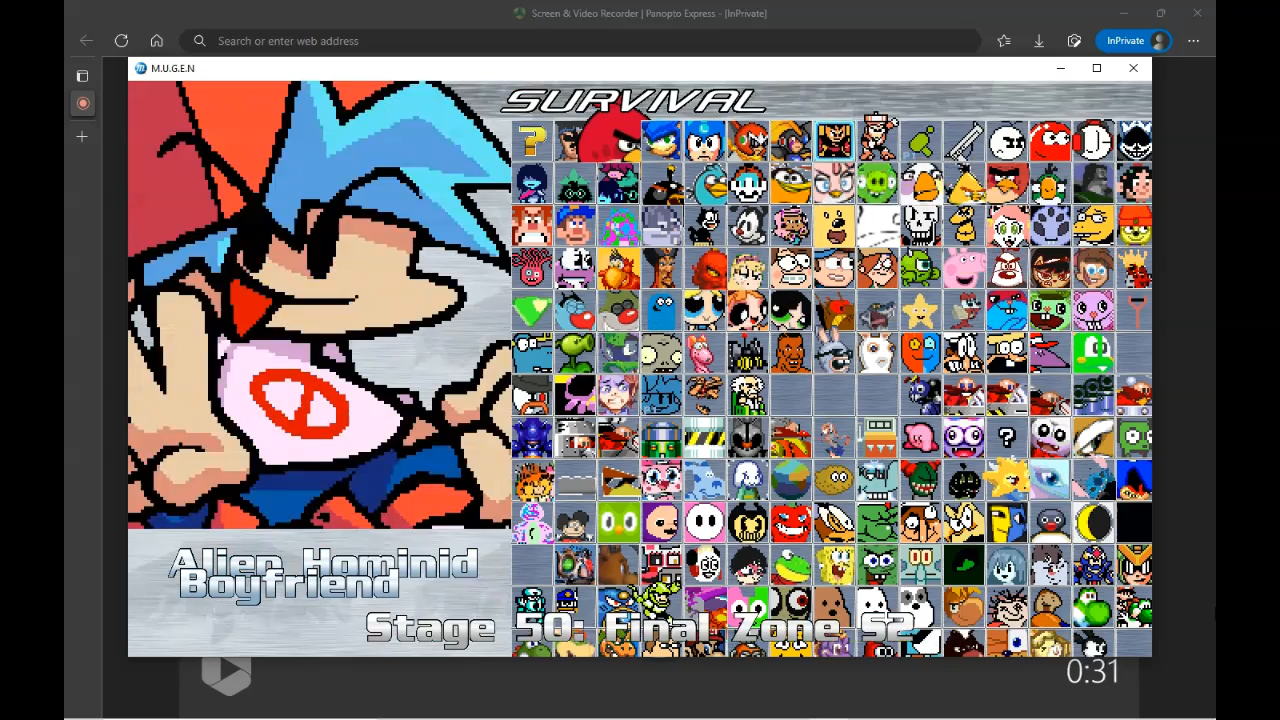 Screen & Video Recorder | Panopto Express - [InPrivate]
Search or enter web address
InPrivate
M.U.G.E.N
SURVIVAL
Alien Hominid
Boyfriend
Stage 50: Final Zone S2
0:31